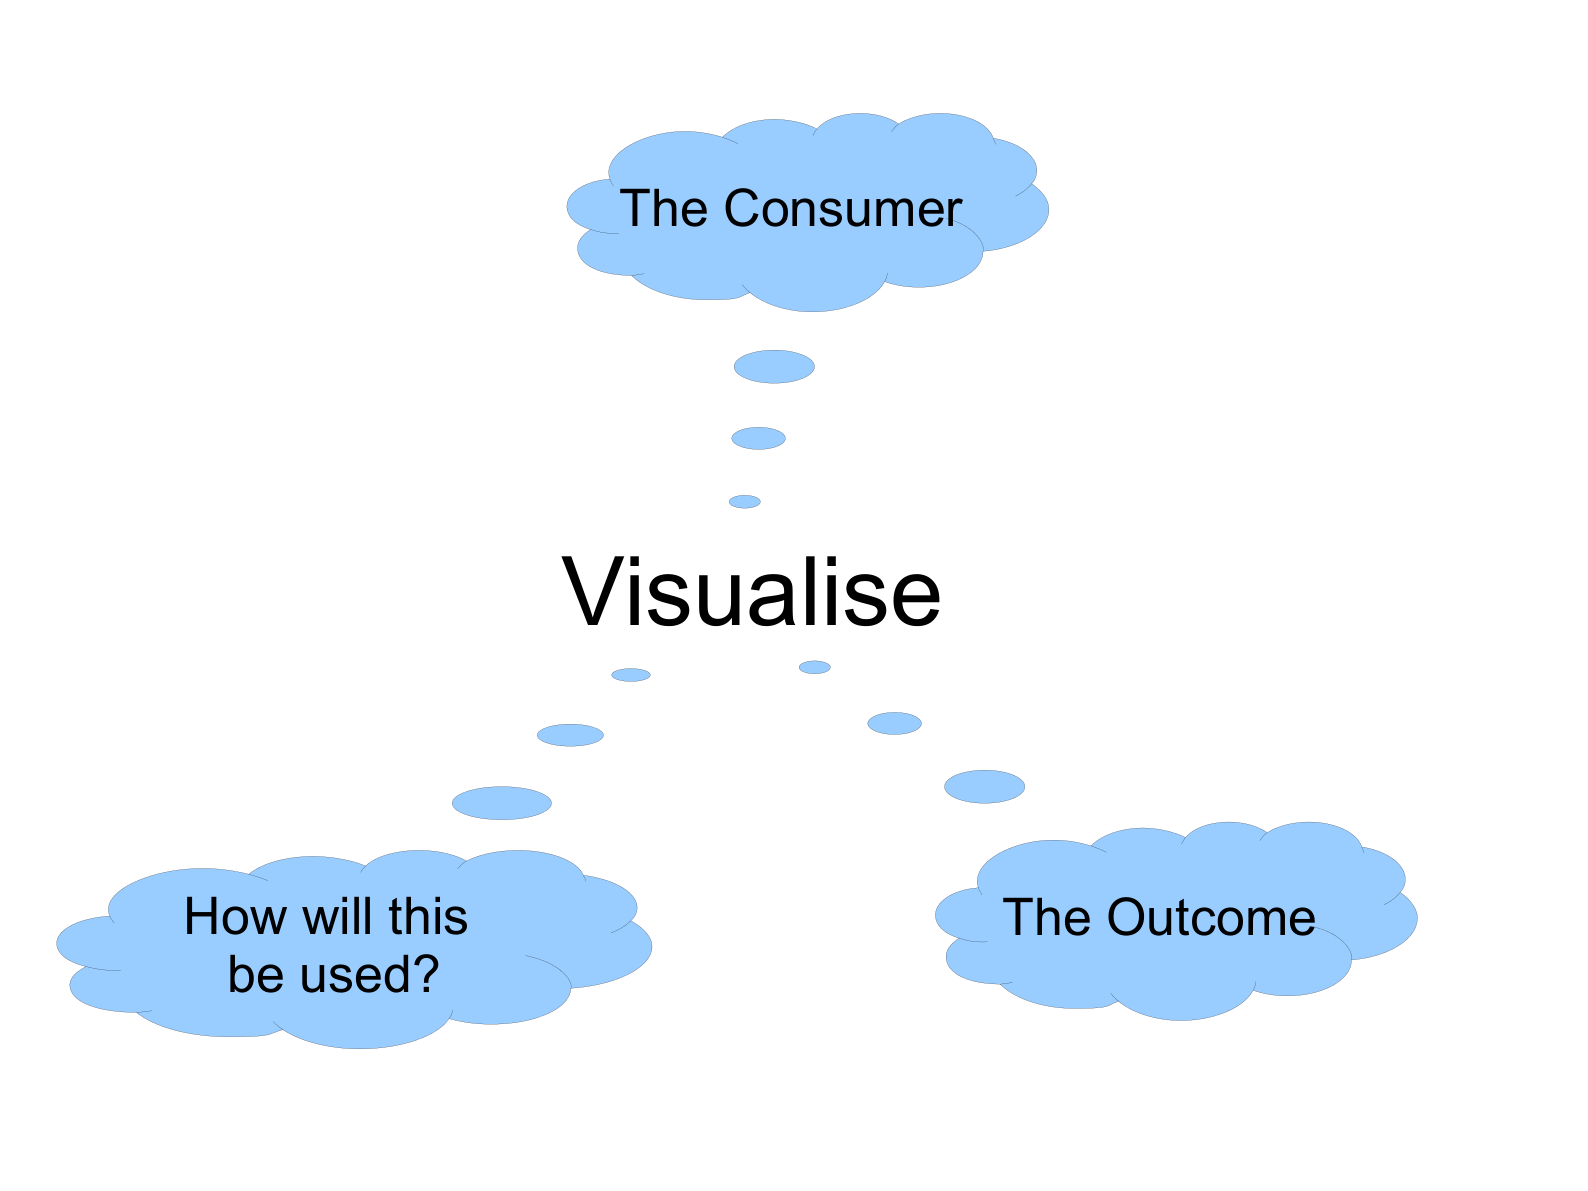 The Consumer
Visualise
How will this
be used?
The Outcome